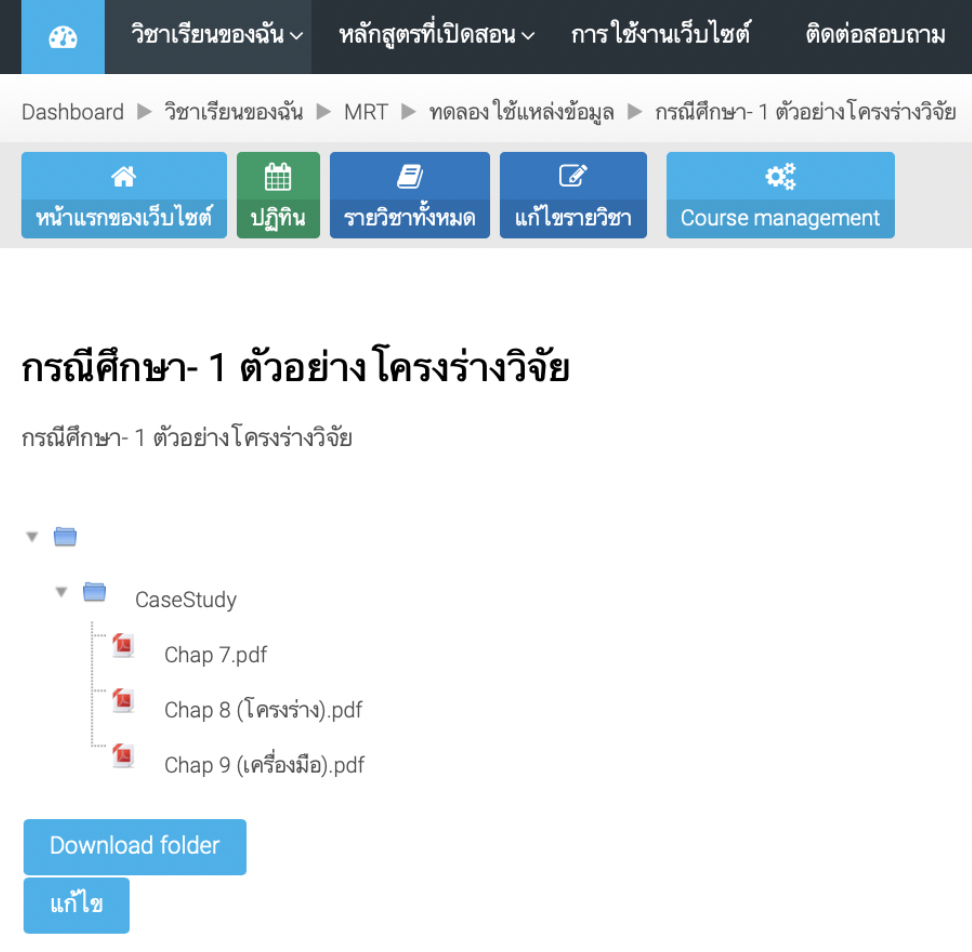 วิชาเรียนของฉัน หลักสูตรที่เปิดสอน การใช้งานเว็บไซต์ ติดต่อสอบถาม
Dashboard ▶ วิชาเรียนของฉัน ▶ MRT ▶ ทดลองใช้แหล่งข้อมูล ▶ กรณีศึกษา- 1 ตัวอย่างโครงร่างวิจัย
หน้าแรกของเว็บไซต์ ปฏิทิน รายวิชาทั้งหมด แก้ไขรายวิชา Course management
กรณีศึกษา- 1 ตัวอย่างโครงร่างวิจัย
กรณีศึกษา- 1 ตัวอย่างโครงร่างวิจัย
CaseStudy
Chap 7.pdf
Chap 8 (โครงร่าง).pdf
Chap 9 (เครื่องมือ).pdf
Download folder
แก้ไข